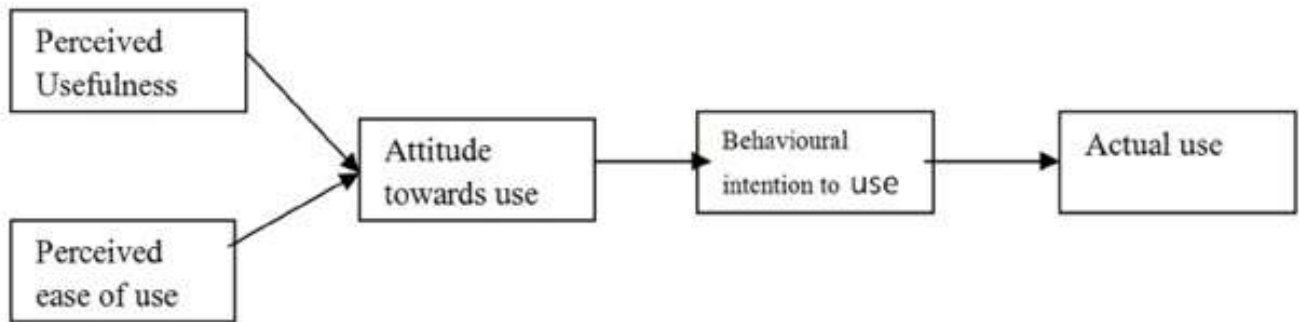 Perceived
Usefulness
Attitude
towards use
Behavioural
intention to use
Actual use
Perceived
ease of use